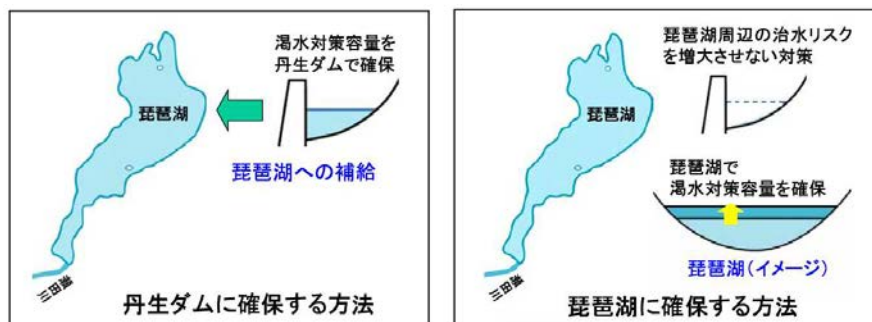 渇水対策容量を
丹生ダムで確保
琵琶湖
琵琶湖への補給
瀬田川
丹生ダムに確保する方法
琵琶湖周辺の治水リスク
を増大させない対策
琵琶湖
琵琶湖で
渇水対策容量を確保
琵琶湖(イメージ)
瀬田川
琵琶湖に確保する方法